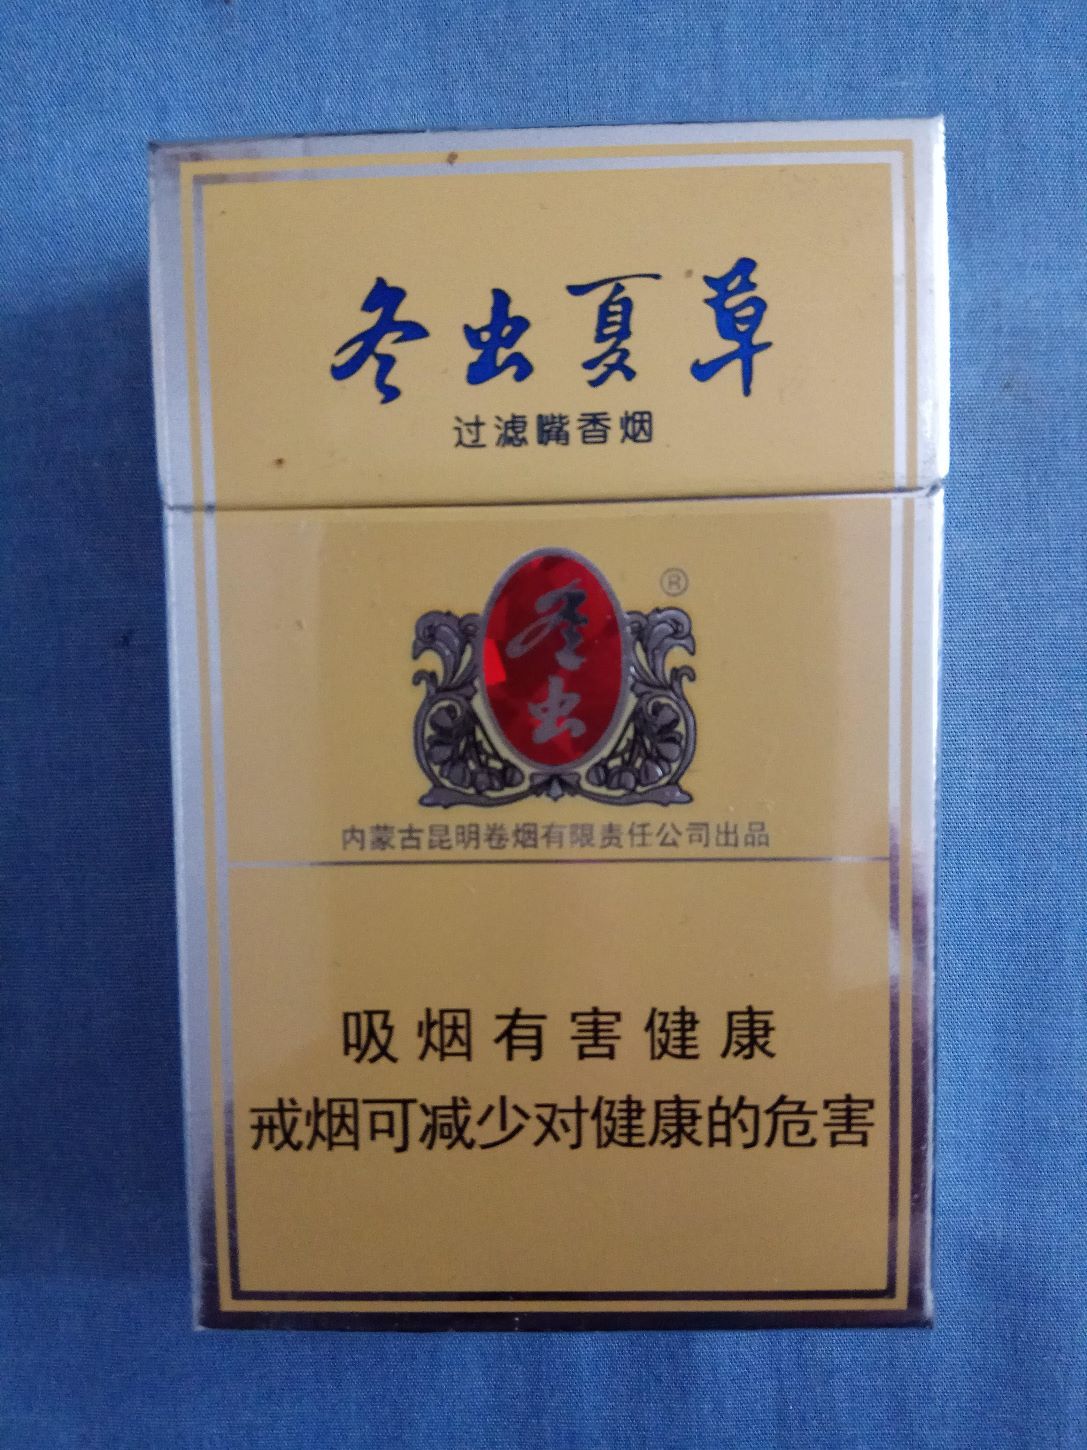 冬虫夏草
过滤嘴香烟
®
冬虫
内蒙古昆明卷烟有限责任公司出品
吸烟有害健康
戒烟可减少对健康的危害